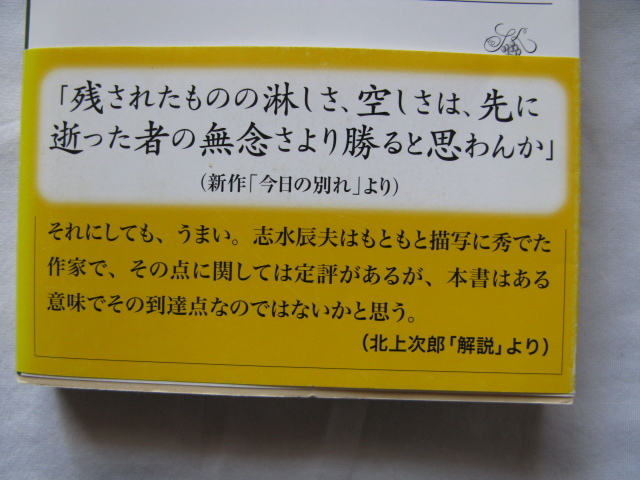 「残されたものの淋しさ、空しさは、先に
逝った者の無念さより勝ると思わんか」
(新作「今日の別れ」より)
それにしても、うまい。志水辰夫はもともと描写に秀でた
作家で、その点に関しては定評があるが、本書はある
意味でその到達点なのではないかと思う。
(北上次郎「解説」より)